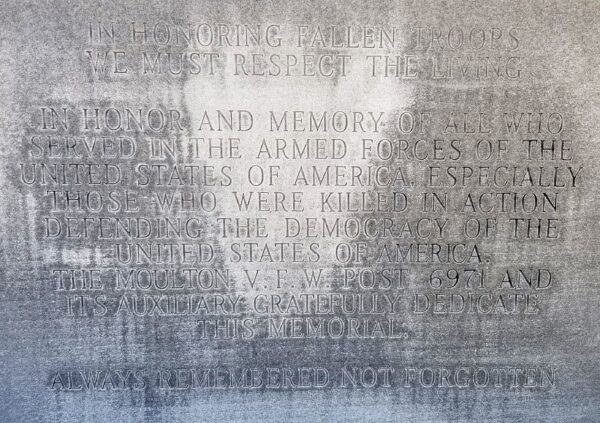 IN HONORING FALLEN TROOPS
WE MUST RESPECT THE LIVING
IN HONOR AND MEMORY OF ALL WHO
SERVED IN THE ARMED FORCES OF THE
UNITED STATES OF AMERICA, ESPECIALLY
THOSE WHO WERE KILLED IN ACTION
DEFENDING THE DEMOCRACY OF THE
UNITED STATES OF AMERICA,
THE MOULTON V.F.W. POST 6971 AND
ITS AUXILIARY GRATEFULLY DEDICATE
THIS MEMORIAL.
ALWAYS REMEMBERED NOT FORGOTTEN